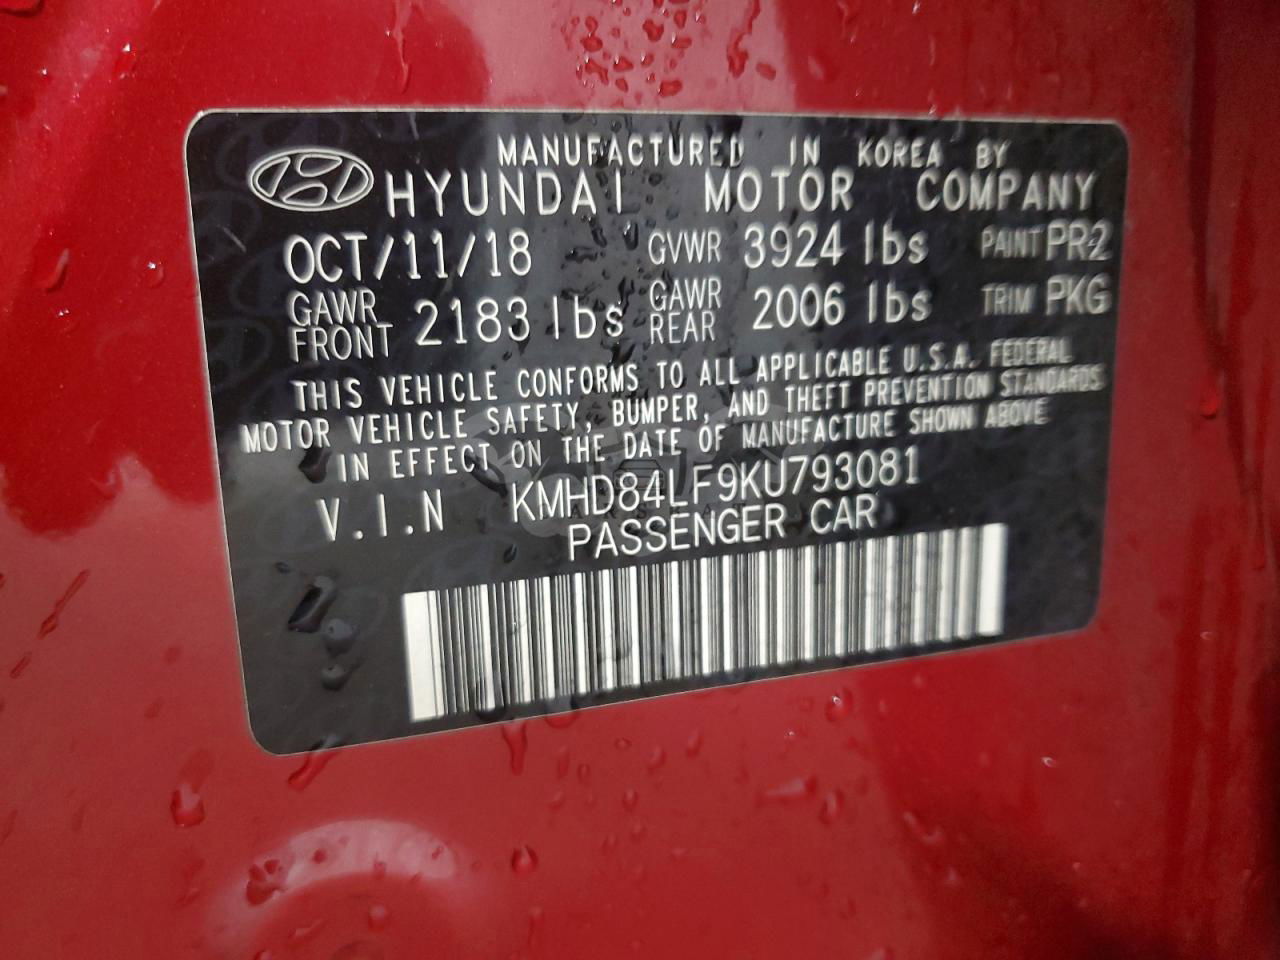 MANUFACTURED IN KOREA BY
HYUNDAI MOTOR COMPANY
OCT/11/18 GVWR 3924 lbs PAINT PR2
GAWR FRONT 2183 lbs GAWR REAR 2006 lbs TRIM PKG
THIS VEHICLE CONFORMS TO ALL APPLICABLE U.S.A. FEDERAL
MOTOR VEHICLE SAFETY, BUMPER, AND THEFT PREVENTION STANDARDS
IN EFFECT ON THE DATE OF MANUFACTURE SHOWN ABOVE
V.I.N KMHD84LF9KU793081
PASSENGER CAR